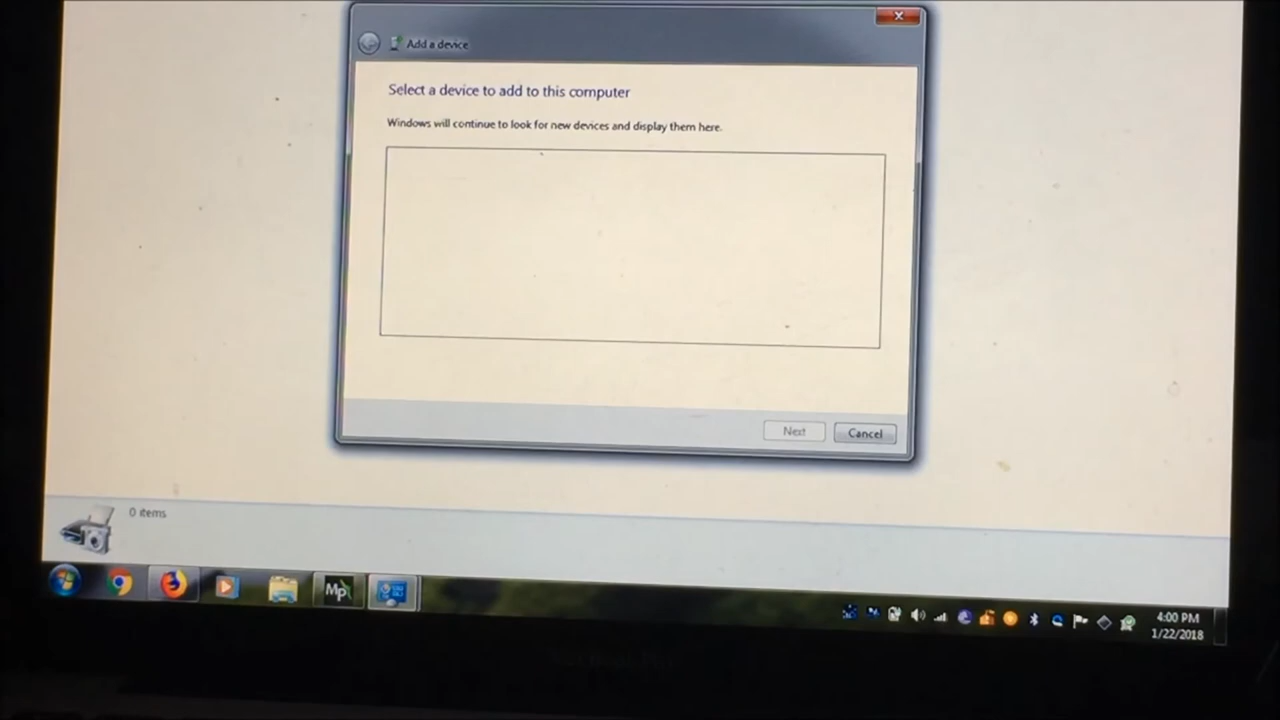 Add a device
Select a device to add to this computer
Windows will continue to look for new devices and display them here.
Next
Cancel
0 items
Mp
4:00 PM
1/22/2018